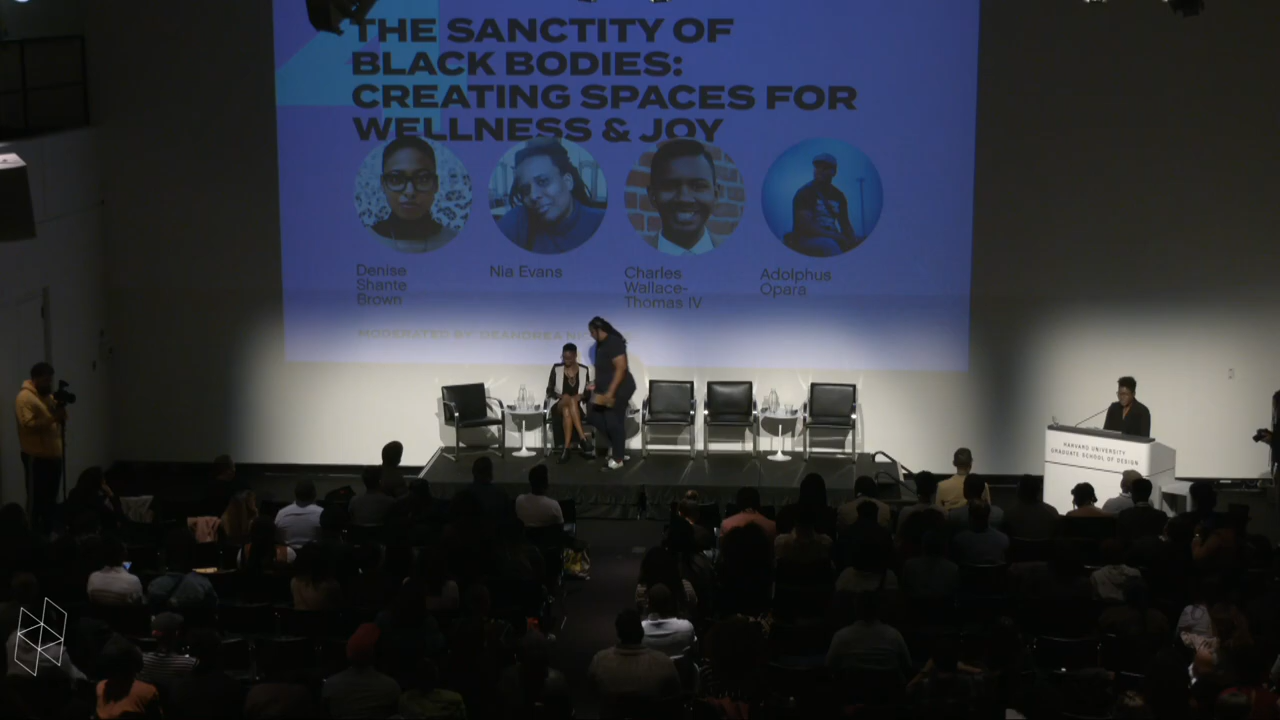 THE SANCTITY OF
BLACK BODIES:
CREATING SPACES FOR
WELLNESS & JOY
Denise
Shante
Brown
Nia Evans
Charles
Wallace-
Thomas IV
Adolphus
Opara
MODERATED BY DEANDREA
HARVARD UNIVERSITY
GRADUATE SCHOOL OF DESIGN